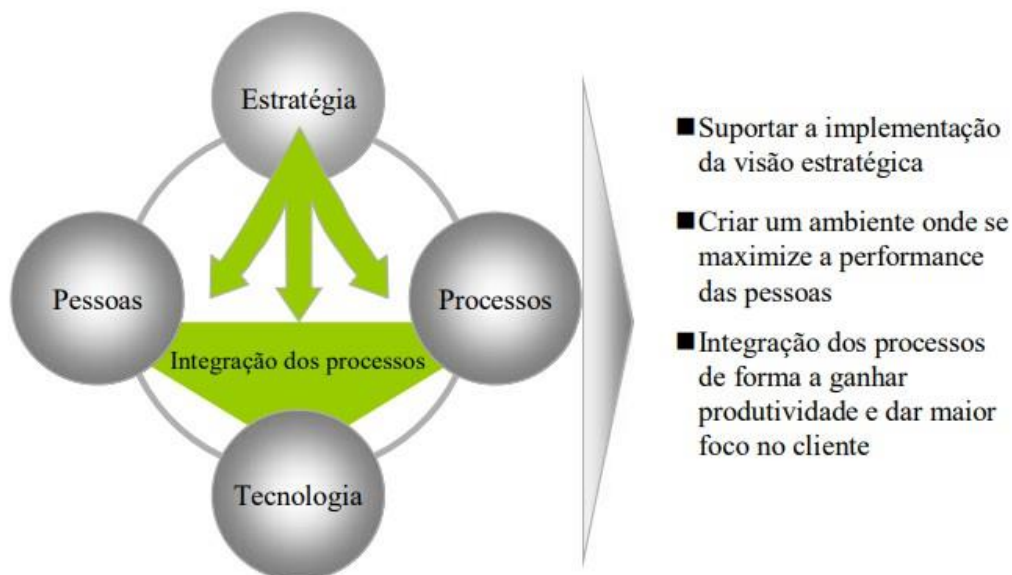 Estratégia
Pessoas
Processos
Integração dos processos
Tecnologia
■Suportar a implementação
da visão estratégica
■Criar um ambiente onde se
maximize a performance
das pessoas
■Integração dos processos
de forma a ganhar
produtividade e dar maior
foco no cliente